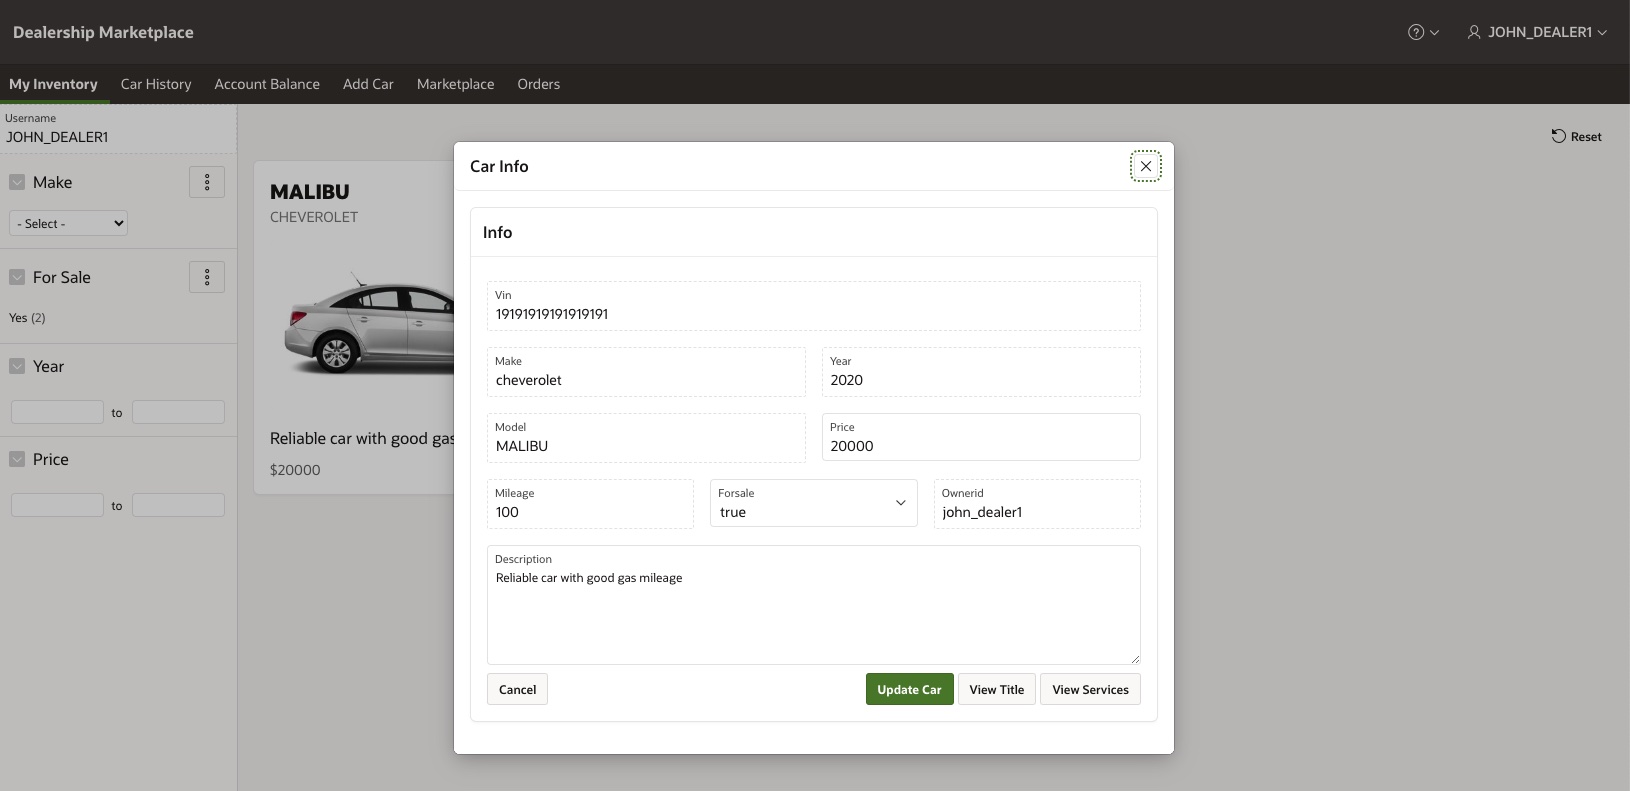 Dealership Marketplace
JOHN_DEALER1
My Inventory Car History Account Balance Add Car Marketplace Orders
Username
JOHN_DEALER1
Reset
Make
- Select -
For Sale
Yes (2)
Year
to
Price
to
MALIBU
CHEVEROLET
Reliable car with good gas
$20000
Car Info
Info
Vin
19191919191919191
Make
cheverolet
Year
2020
Model
MALIBU
Price
20000
Mileage
100
Forsale
true
Ownerid
john_dealer1
Description
Reliable car with good gas mileage
Cancel Update Car View Title View Services